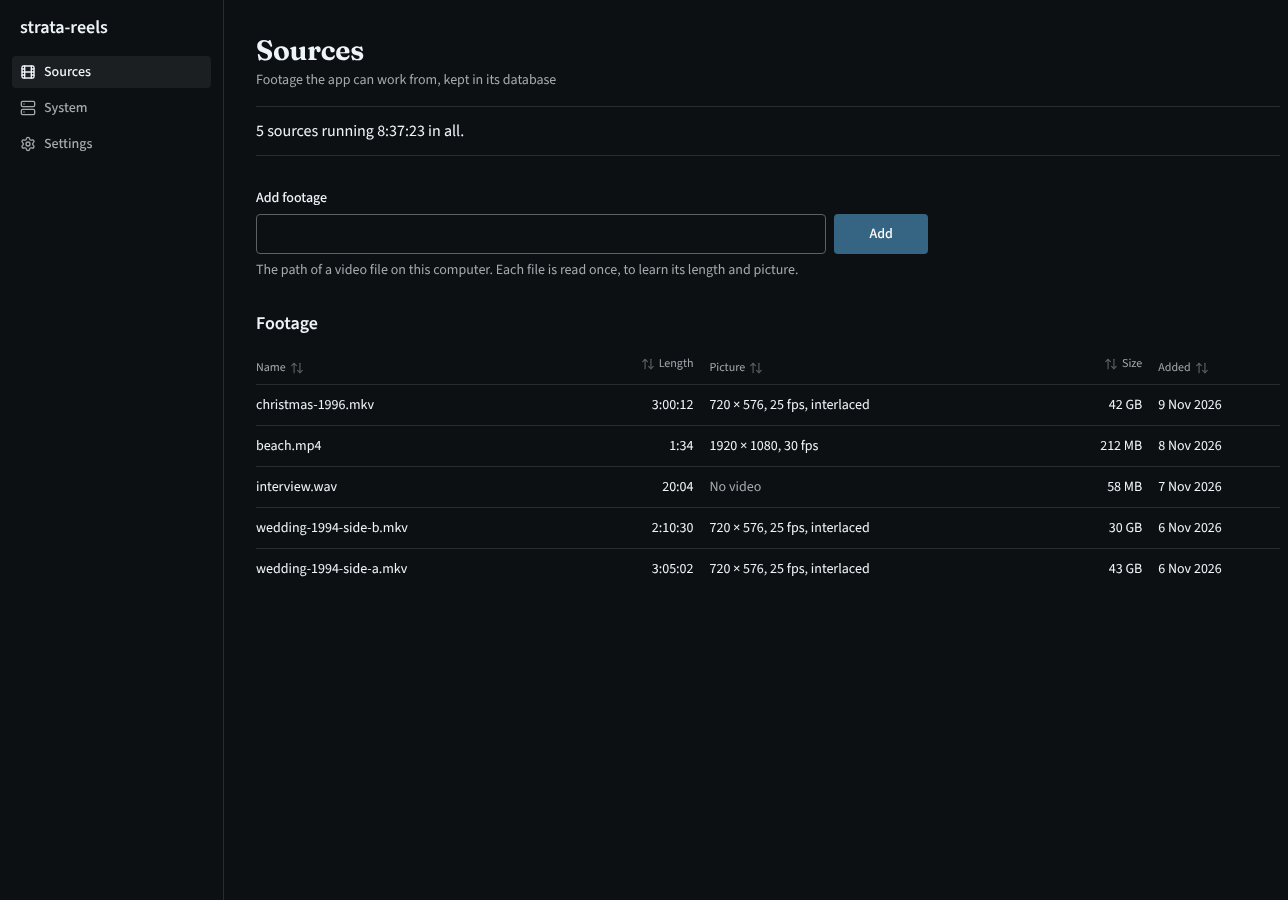 strata-reels
Sources
System
Settings
Sources
Footage the app can work from, kept in its database
5 sources running 8:37:23 in all.
Add footage
Add
The path of a video file on this computer. Each file is read once, to learn its length and picture.
Footage
Name Length Picture Size Added
christmas-1996.mkv 3:00:12 720 × 576, 25 fps, interlaced 42 GB 9 Nov 2026
beach.mp4 1:34 1920 × 1080, 30 fps 212 MB 8 Nov 2026
interview.wav 20:04 No video 58 MB 7 Nov 2026
wedding-1994-side-b.mkv 2:10:30 720 × 576, 25 fps, interlaced 30 GB 6 Nov 2026
wedding-1994-side-a.mkv 3:05:02 720 × 576, 25 fps, interlaced 43 GB 6 Nov 2026